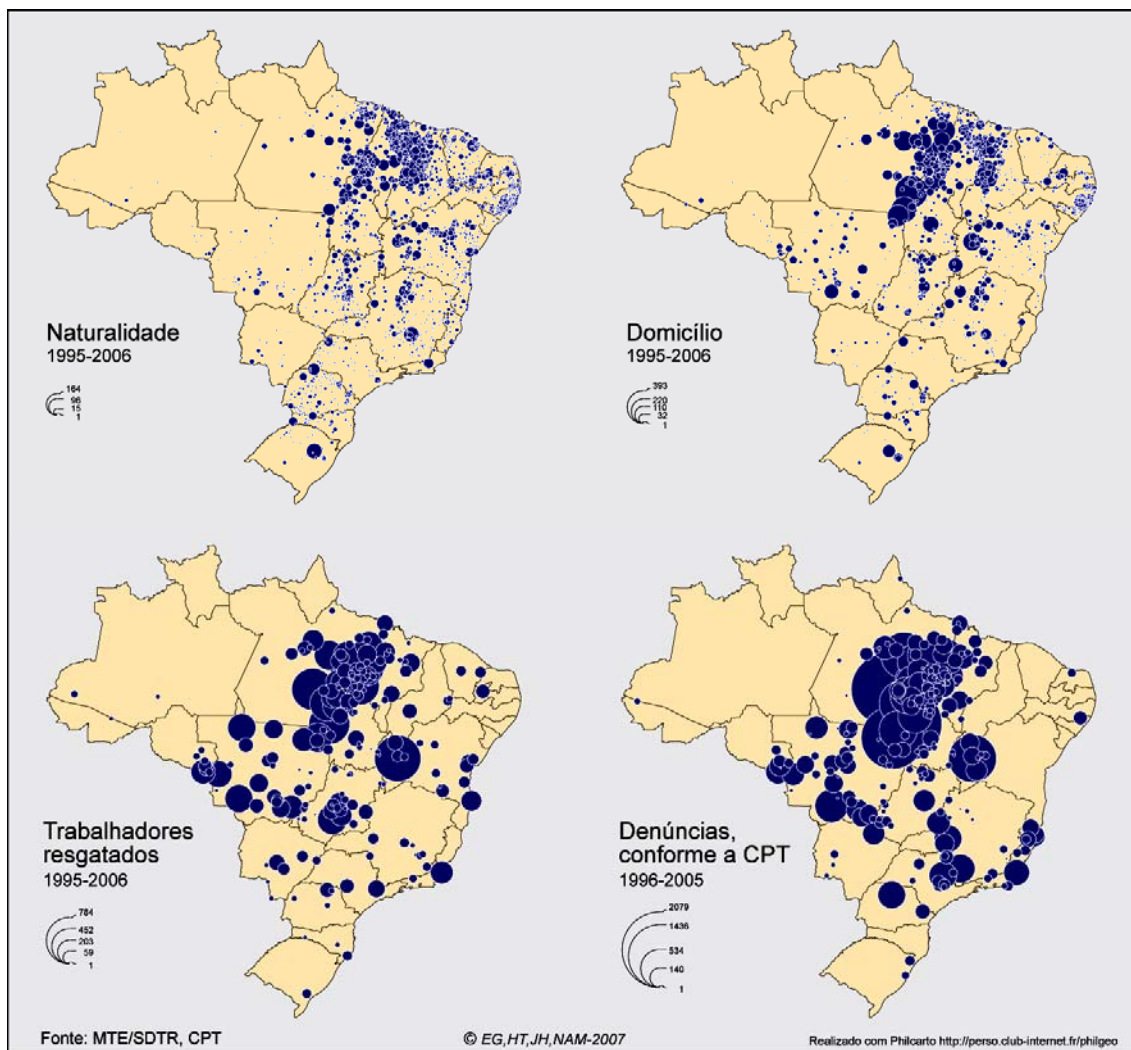 Naturalidade
1995-2006
164
96
15
1
Domicílio
1995-2006
393
220
110
32
1
Trabalhadores
resgatados
1995-2006
784
452
203
59
1
Denúncias,
conforme a CPT
1996-2005
2079
1436
534
140
1
Fonte: MTE/SDTR, CPT
© EG,HT,JH,NAM-2007
Realizado com Philcarto http://perso.club-internet.fr/philgeo